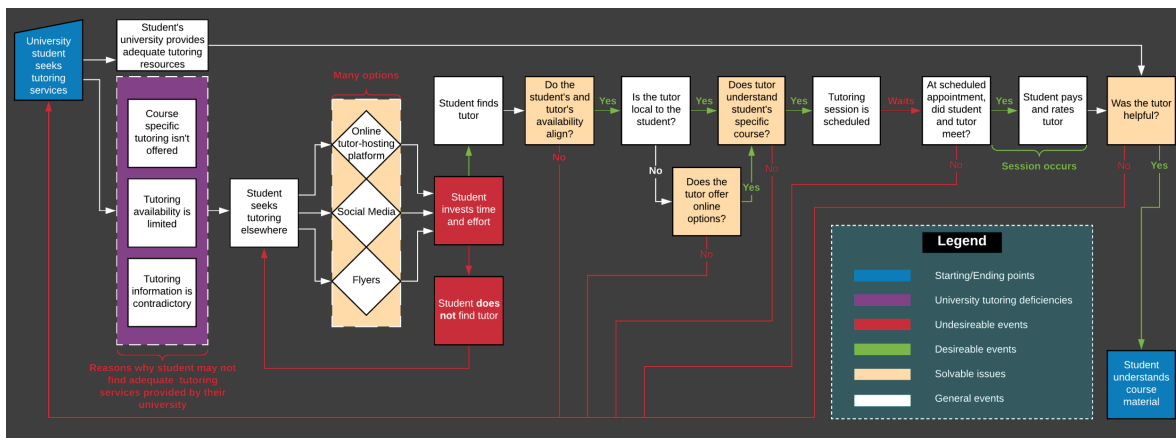 University
student
seeks
tutoring
services
Student's
university provides
adequate tutoring
resources
Course
specific
tutoring isn't
offered
Tutoring
availability is
limited
Tutoring
information is
contradictory
Reasons why student may not
find adequate tutoring
services provided by their
university
Student
seeks
tutoring
elsewhere
Many options
Online
tutor-hosting
platform
Social Media
Flyers
Student finds
tutor
Student
invests time
and effort
Student does
not find tutor
Do the
student's and
tutor's
availability
align?
Yes
No
Is the tutor
local to the
student?
Yes
No
Does the
tutor offer
online
options?
Yes
No
Does tutor
understand
student's
specific
course?
Yes
No
Tutoring
session is
scheduled
Waits
At
scheduled
appointment,
did student
and tutor
meet?
Yes
No
Student pays
and rates
tutor
Session occurs
Was the tutor
helpful?
No
Yes
Student
understands
course
material
Legend
Starting/Ending points
University tutoring deficiencies
Undesireable events
Desireable events
Solvable issues
General events